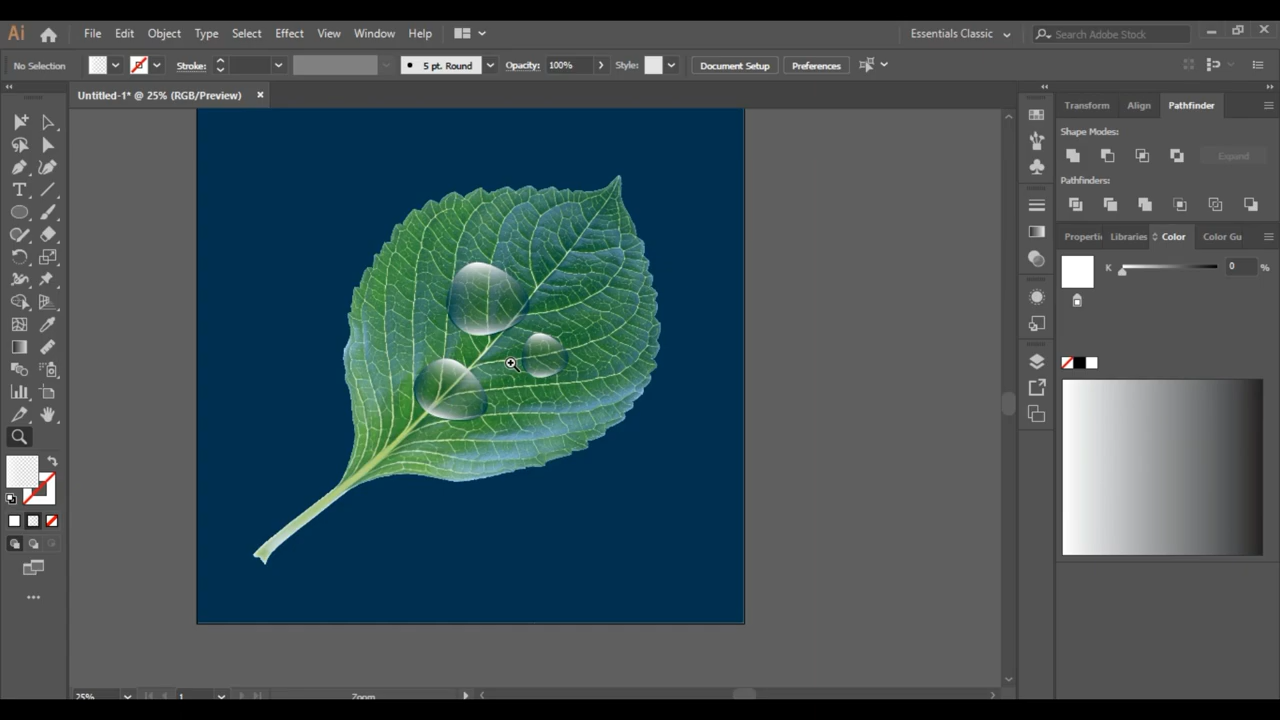 Ai File Edit Object Type Select Effect View Window Help Essentials Classic Search Adobe Stock
No Selection Stroke: 5 pt. Round Opacity: 100% Style: Document Setup Preferences
Untitled-1* @ 25% (RGB/Preview)
Transform Align Pathfinder
Shape Modes:
Expand
Pathfinders:
Properti Libraries Color Color Gu
K 0 %
T
25% 1 Zoom